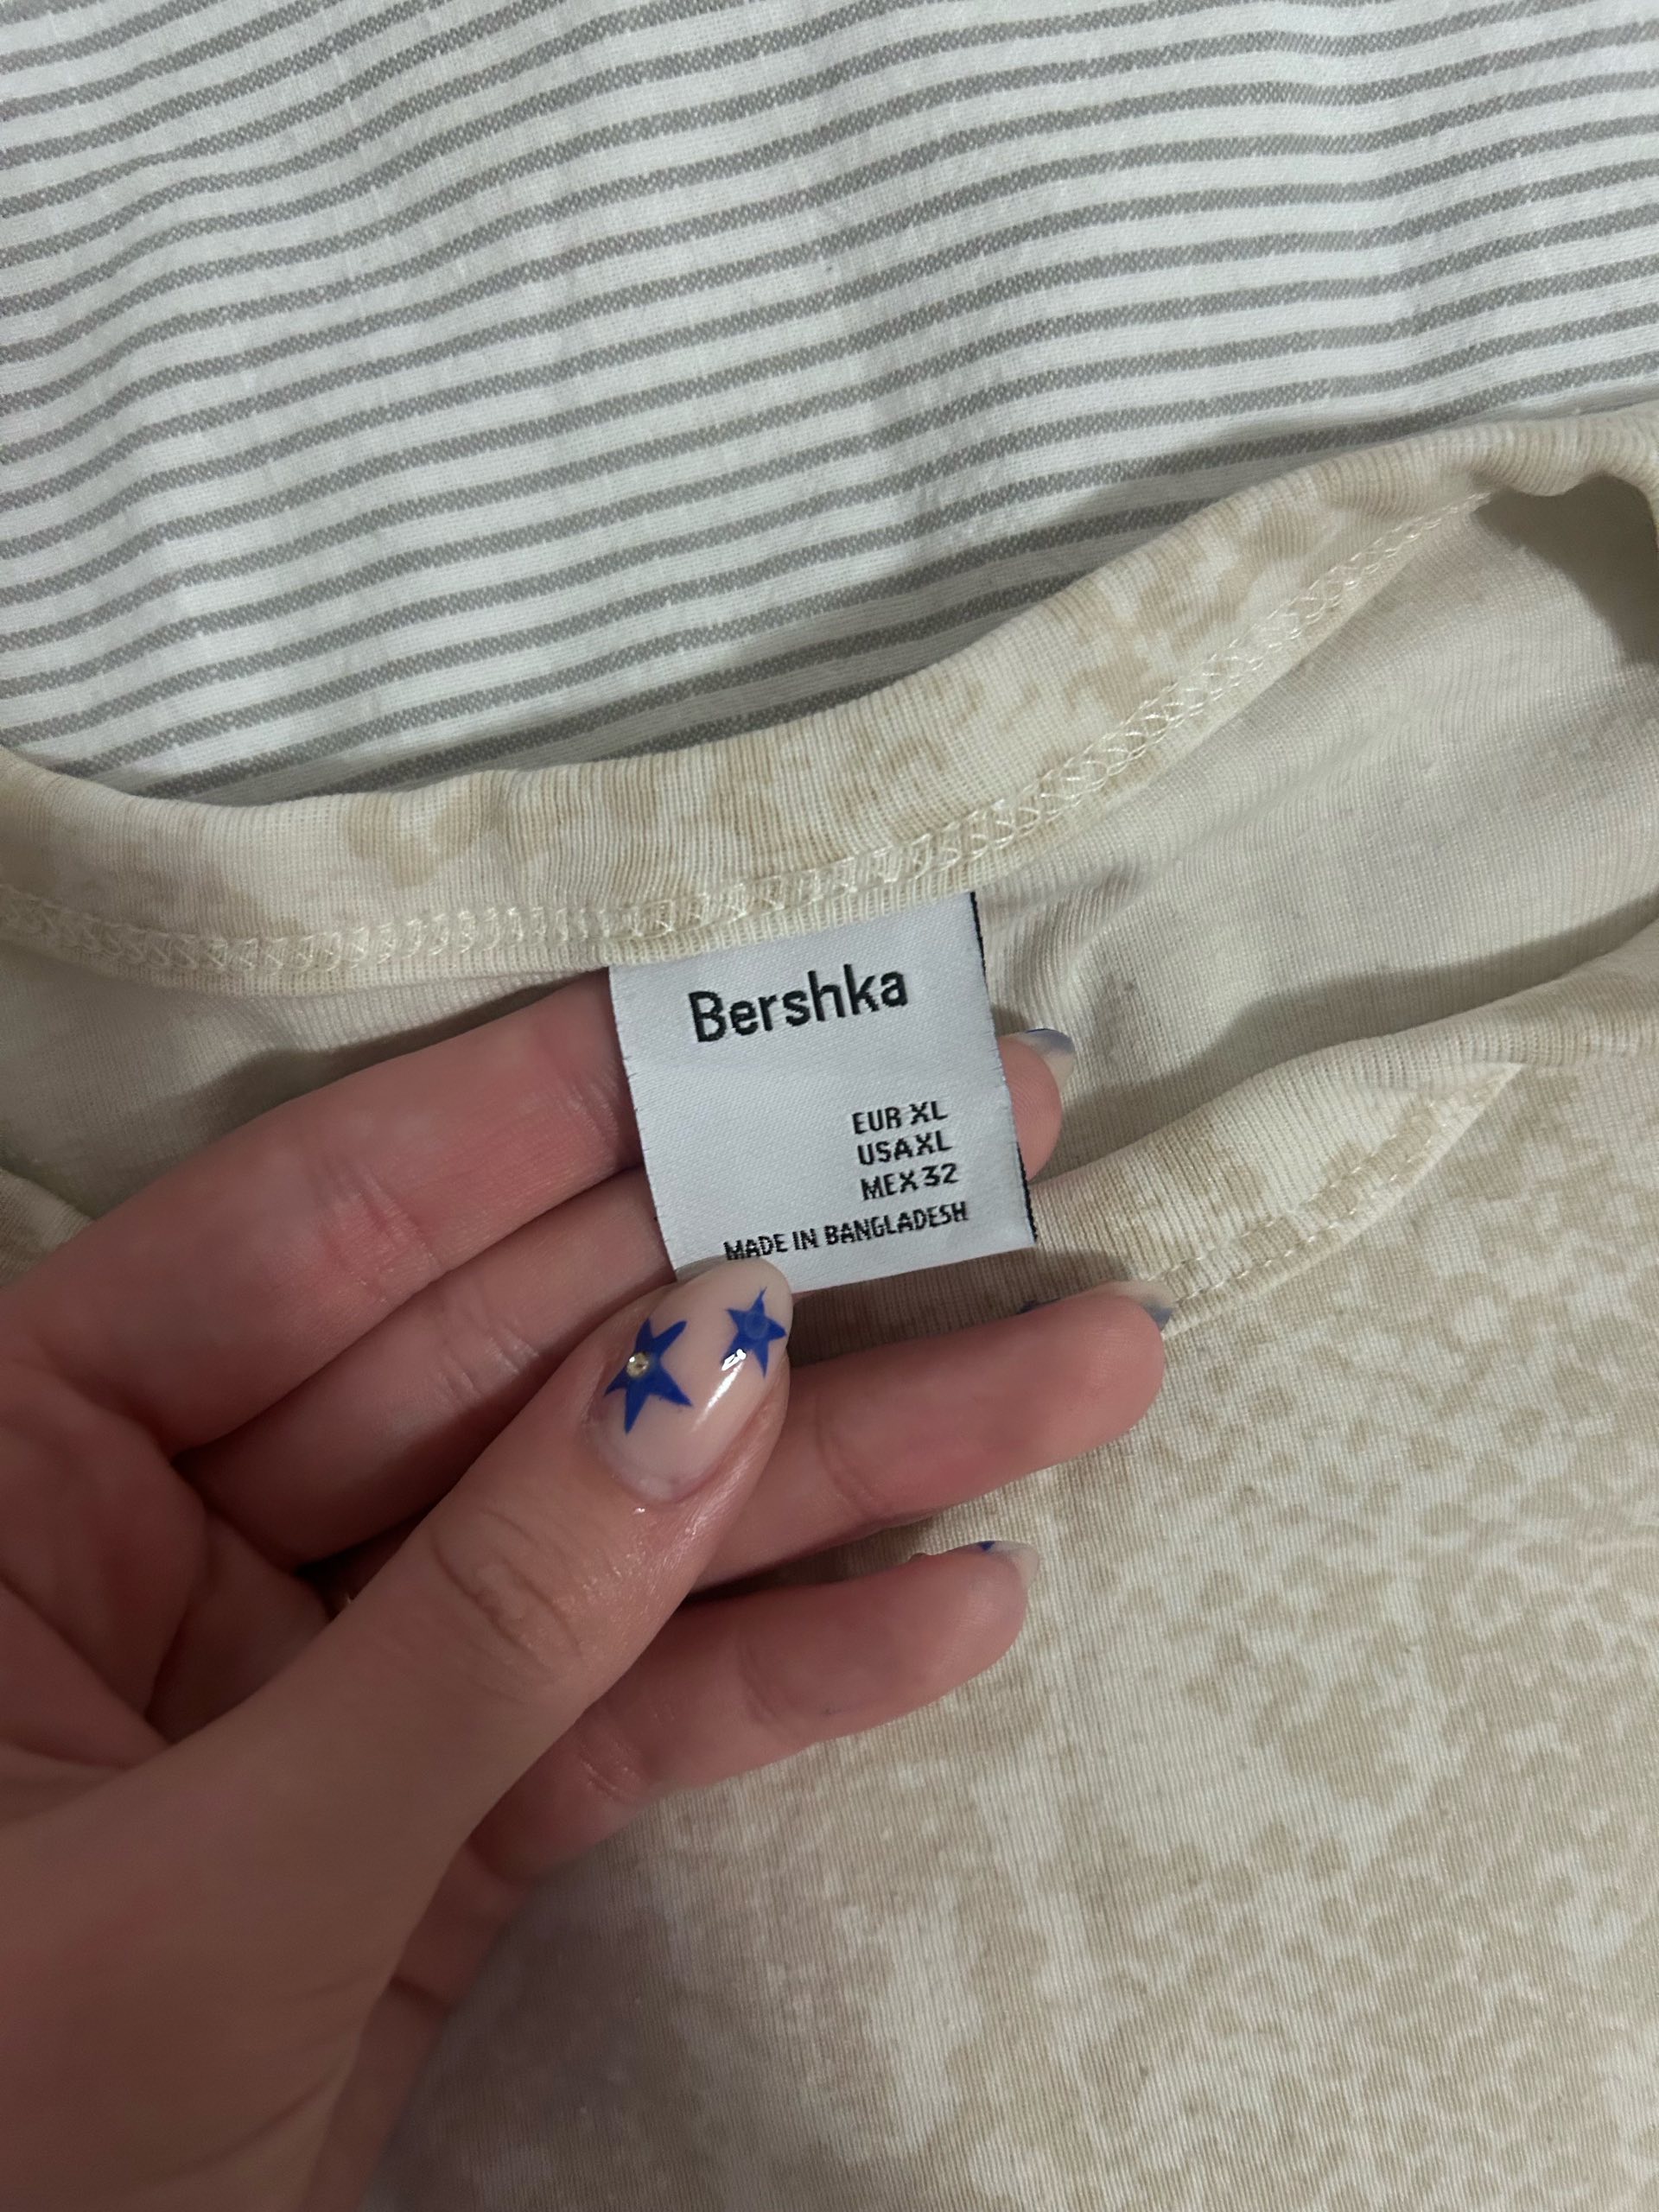 Bershka
EUR XL
USA XL
MEX 32
MADE IN BANGLADESH